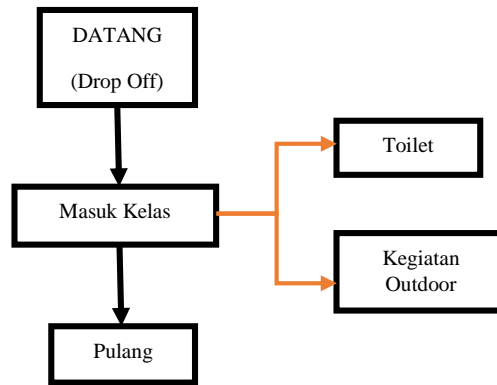 DATANG
(Drop Off)
Toilet
Masuk Kelas
Kegiatan
Outdoor
Pulang